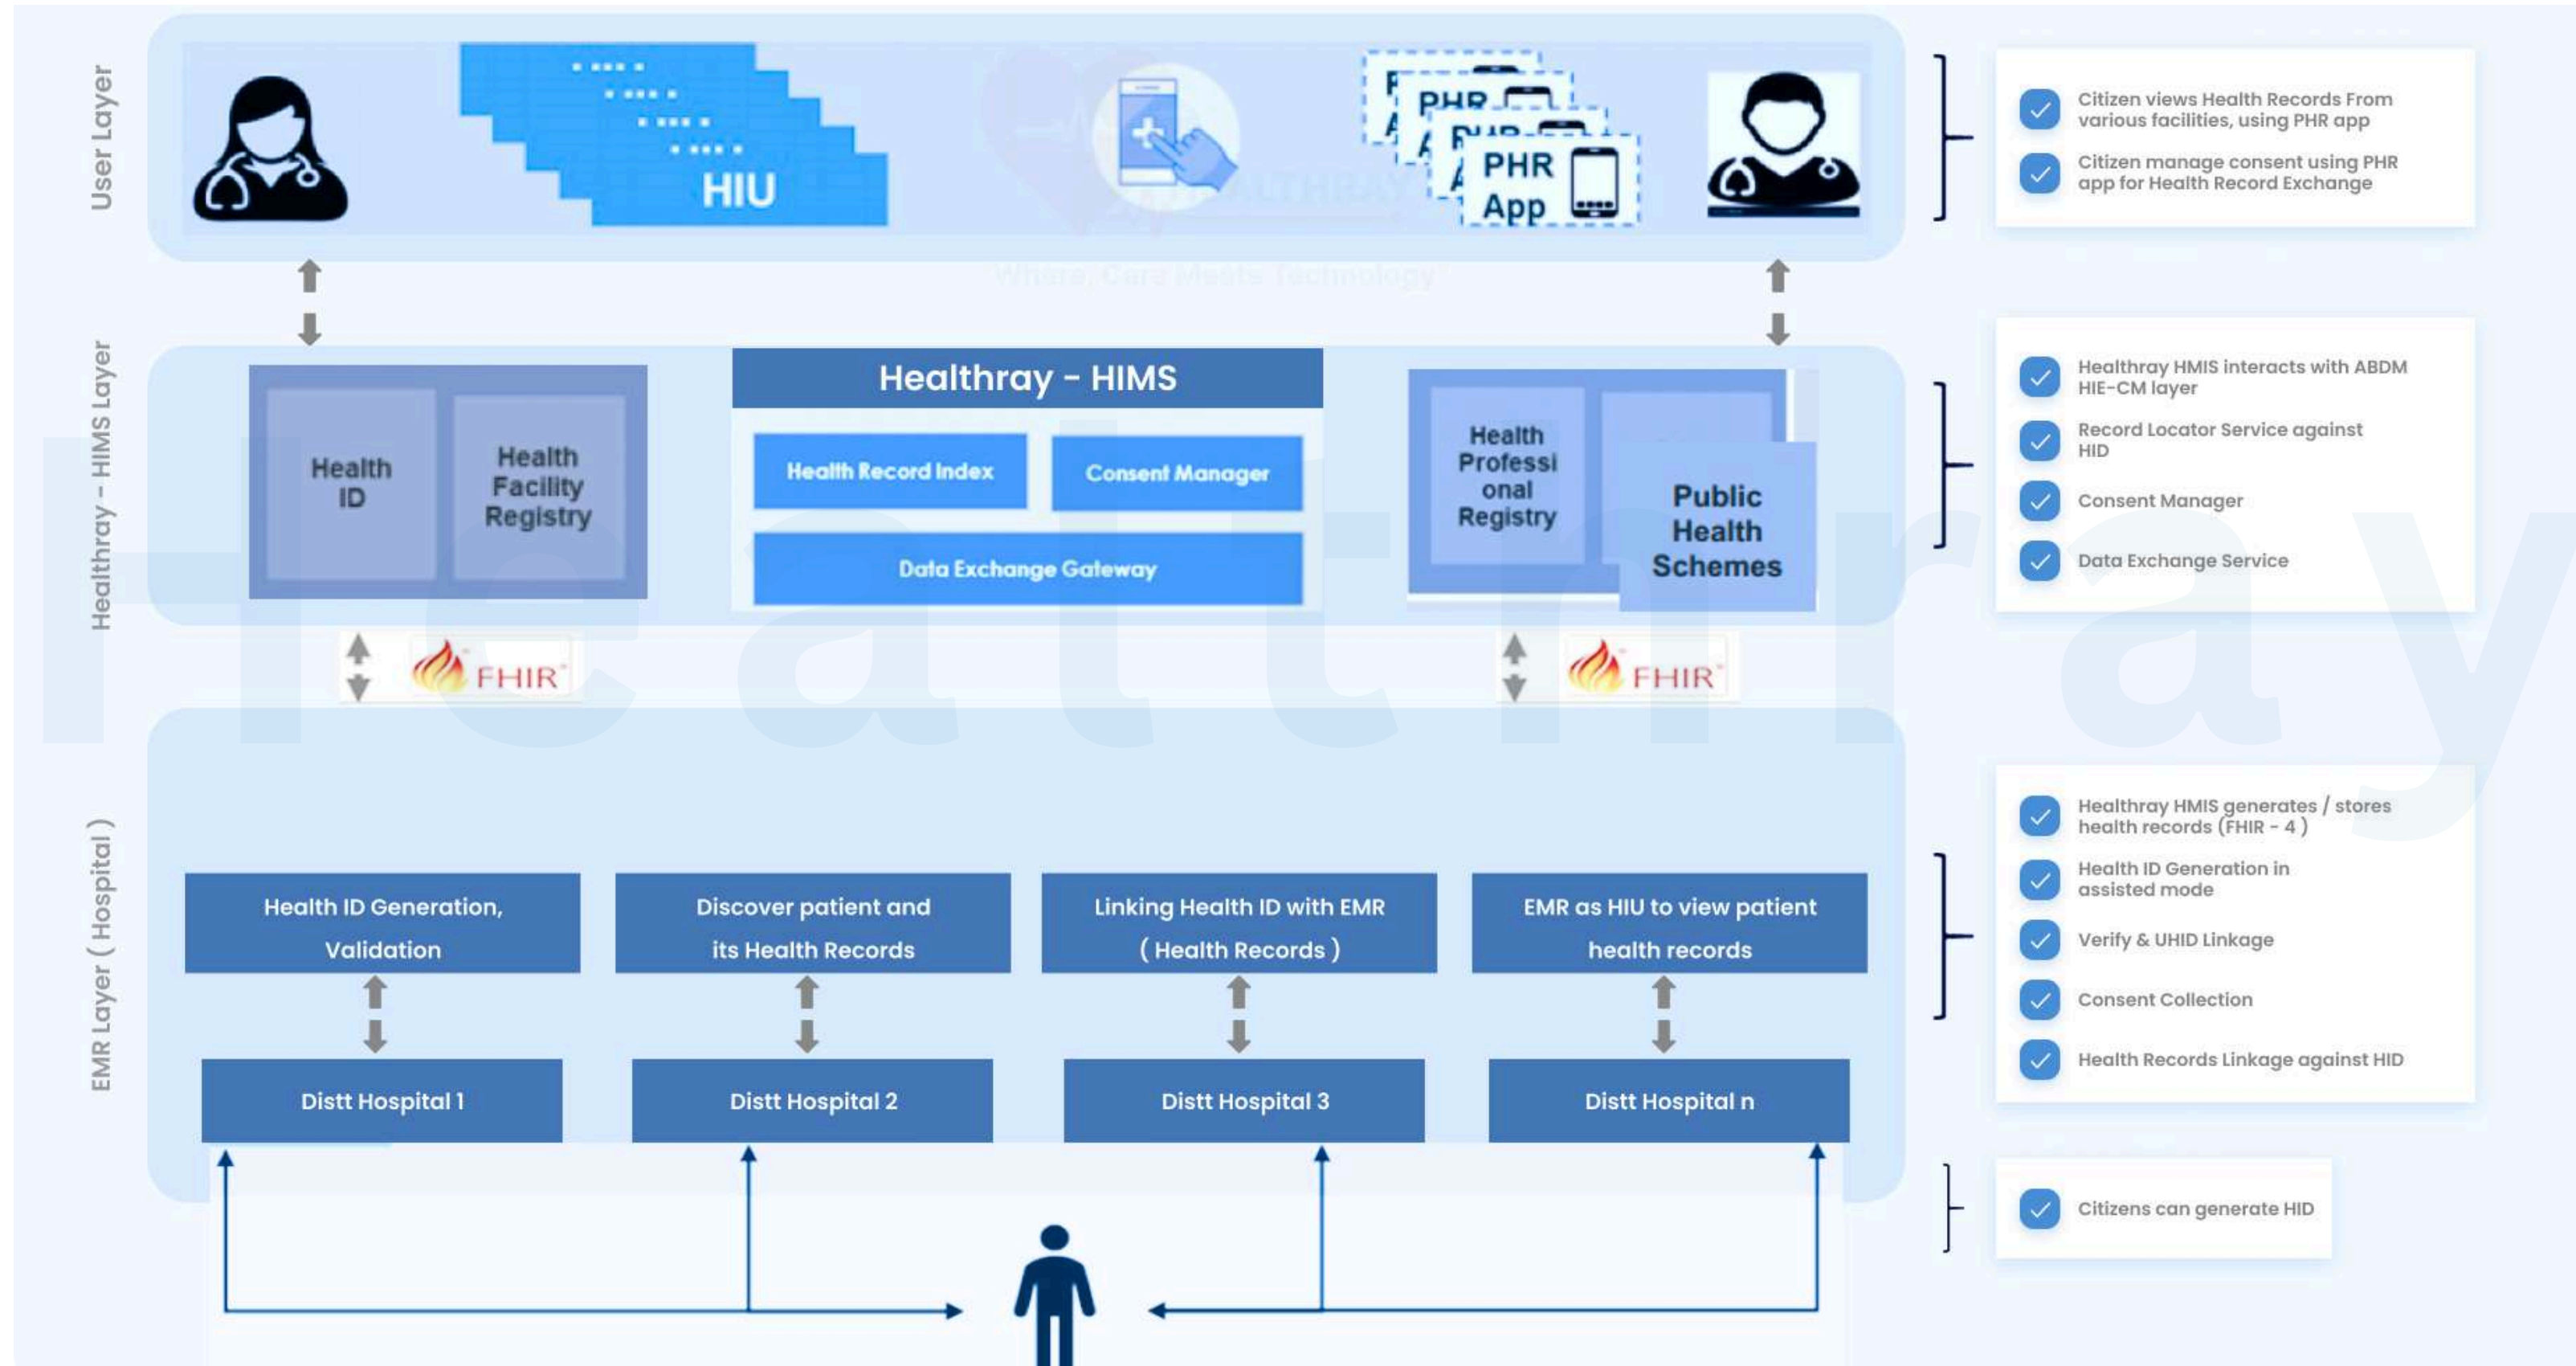 User Layer
HIU
PHR
App
PHR
Citizen views Health Records From
various facilities, using PHR app
Citizen manage consent using PHR
app for Health Record Exchange
Where, Care Meets Technology
Healthray - HIMS Layer
Health
ID
Health
Facility
Registry
Healthray - HIMS
Health Record Index
Consent Manager
Data Exchange Gateway
Health
Professi
onal
Registry
Public
Health
Schemes
Healthray HMIS interacts with ABDM
HIE-CM layer
Record Locator Service against
HID
Consent Manager
Data Exchange Service
FHIR
FHIR
Healthray
EMR Layer ( Hospital )
Health ID Generation,
Validation
Discover patient and
its Health Records
Linking Health ID with EMR
( Health Records )
EMR as HIU to view patient
health records
Distt Hospital 1
Distt Hospital 2
Distt Hospital 3
Distt Hospital n
Healthray HMIS generates / stores
health records (FHIR - 4 )
Health ID Generation in
assisted mode
Verify & UHID Linkage
Consent Collection
Health Records Linkage against HID
Citizens can generate HID